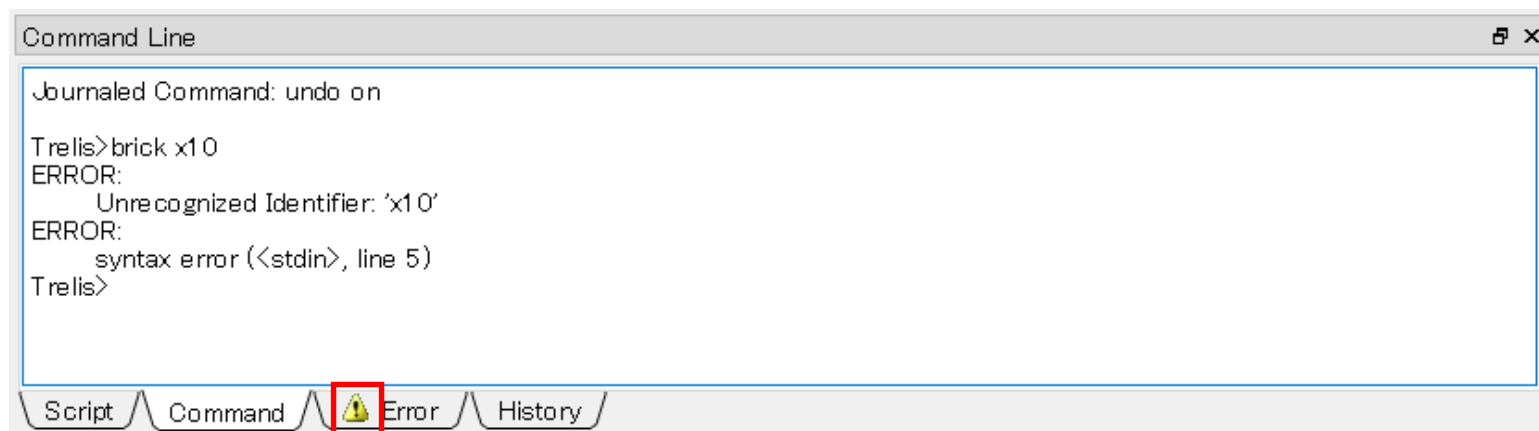 Command Line
Journaled Command: undo on
Trelis>brick x10
ERROR:
Unrecognized Identifier: 'x10'
ERROR:
syntax error (<stdin>, line 5)
Trelis>
Script Command Error History